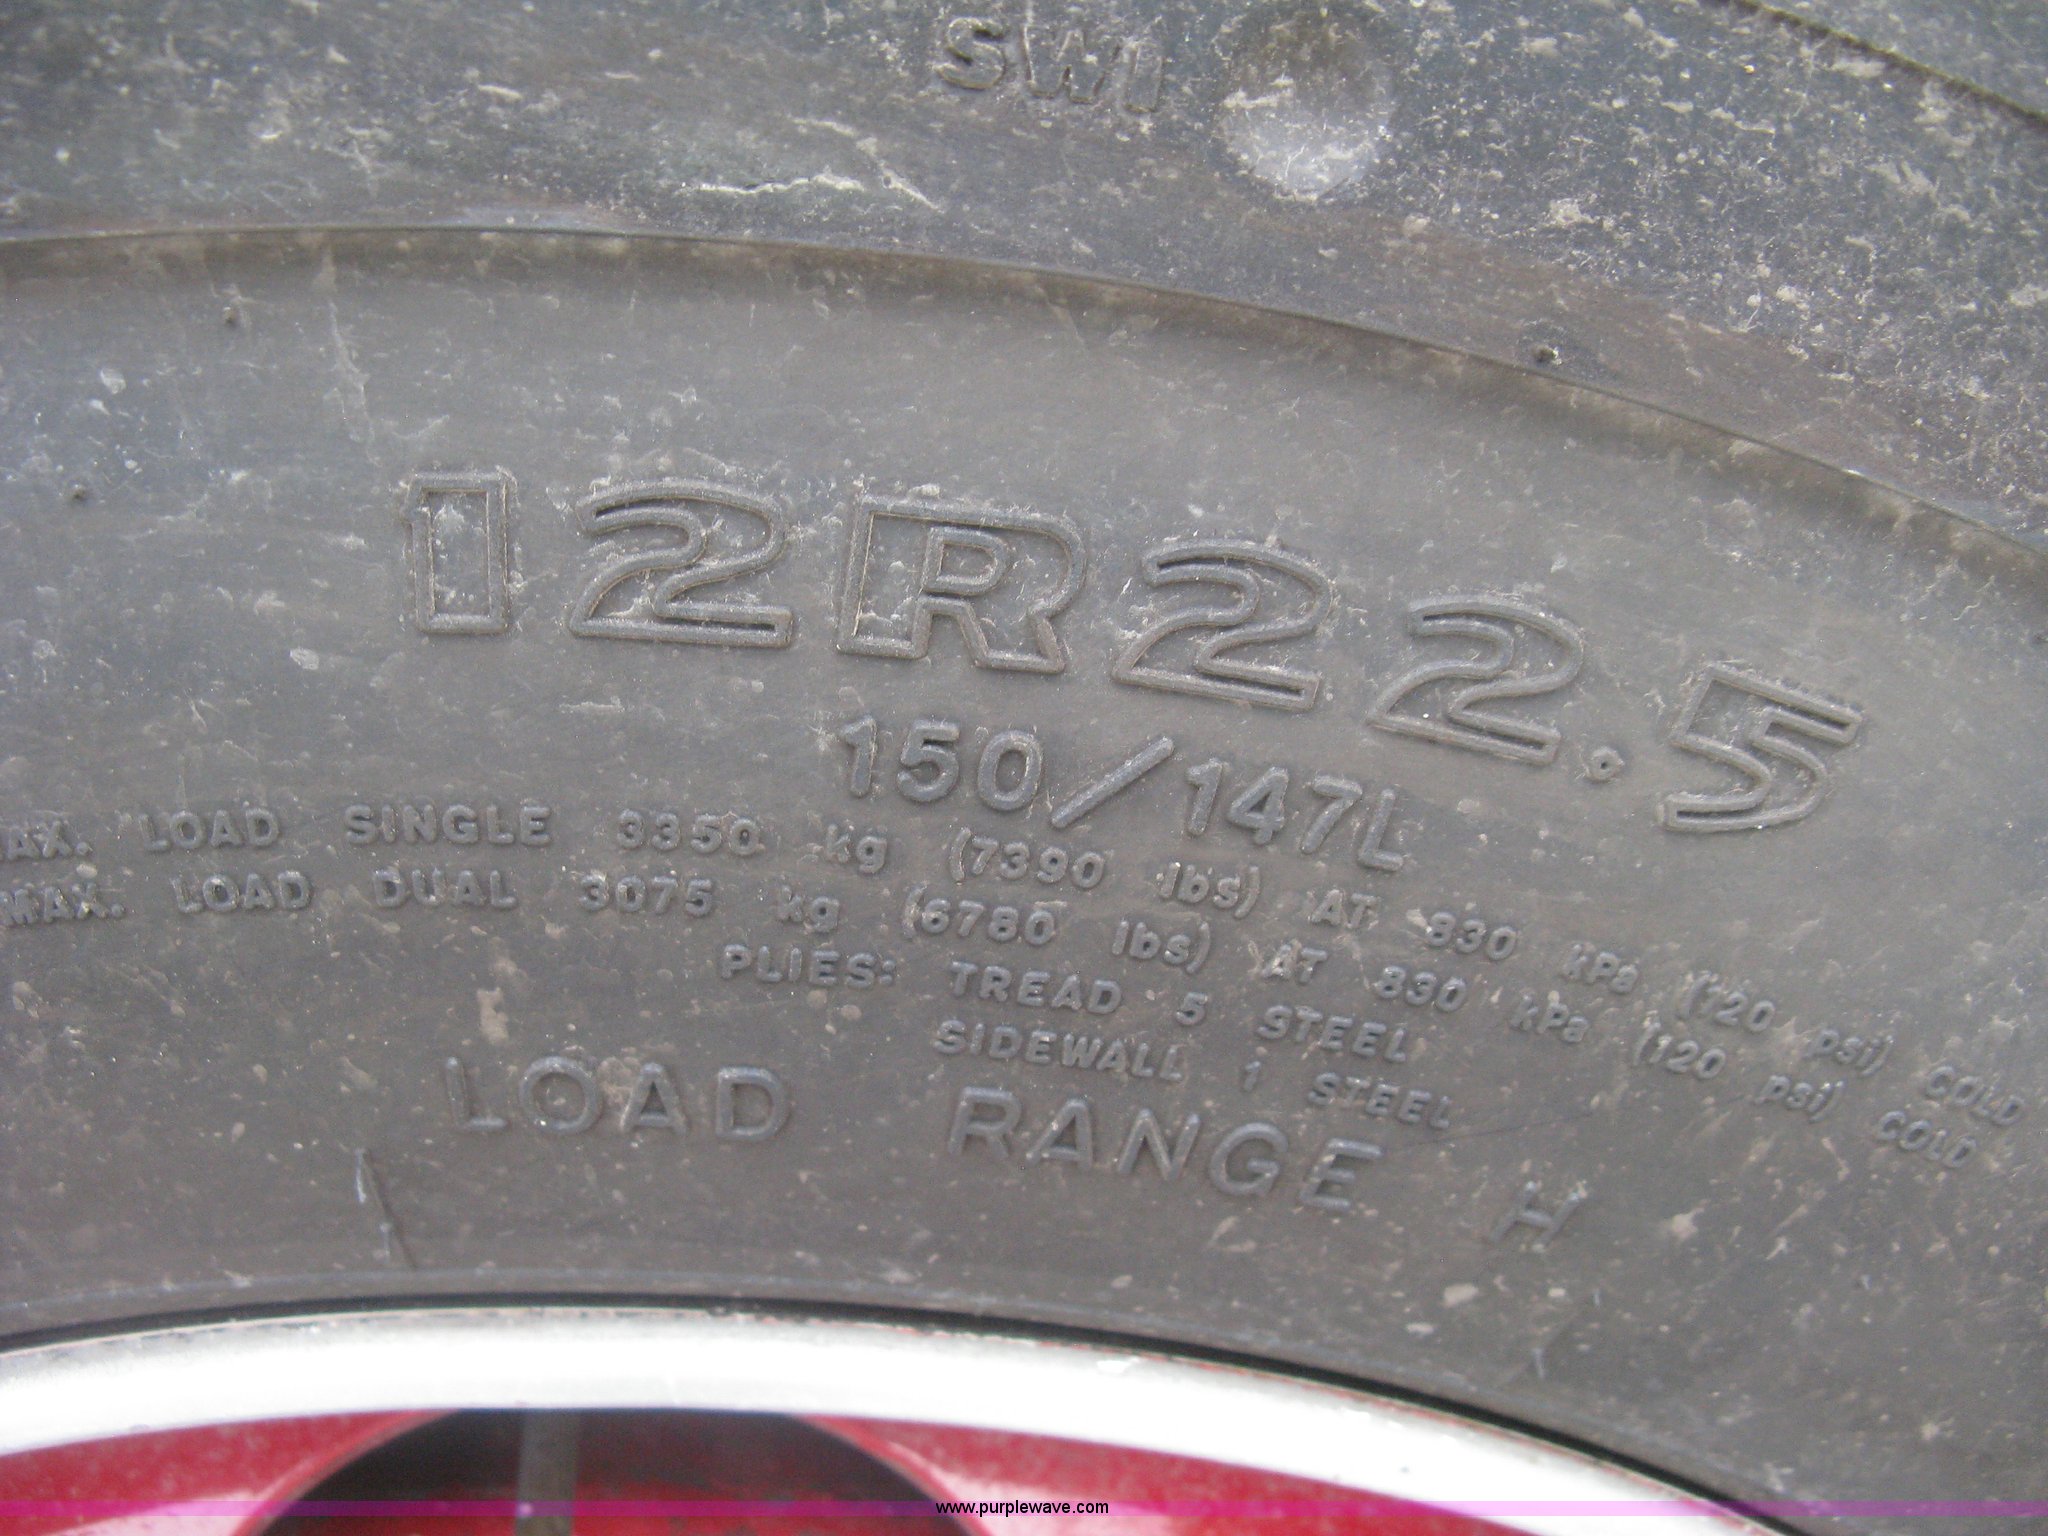 SWI
12R22.5
150/147L
MAX. LOAD SINGLE 3350 kg (7390 lbs) AT 830 kPa (120 psi) COLD
MAX. LOAD DUAL 3075 kg (6780 lbs) AT 830 kPa (120 psi) COLD
PLIES: TREAD 5 STEEL
SIDEWALL 1 STEEL
LOAD RANGE H
www.purplewave.com